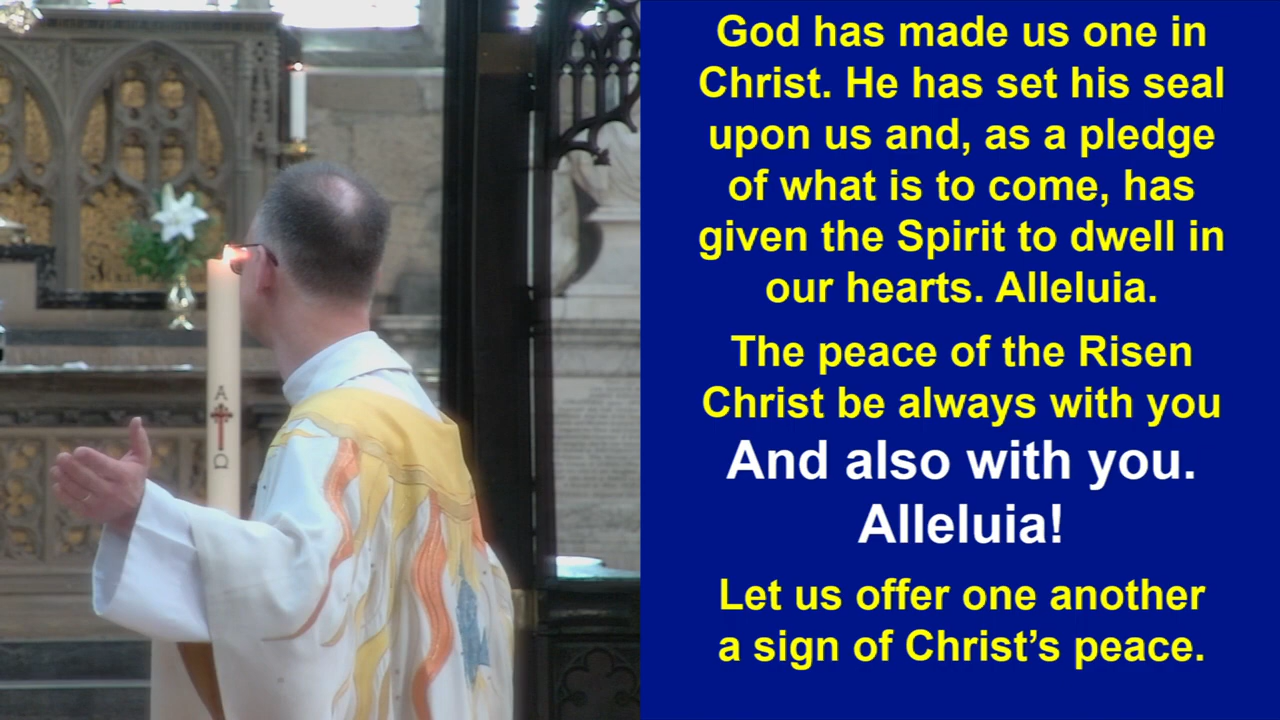 God has made us one in
Christ. He has set his seal
upon us and, as a pledge
of what is to come, has
given the Spirit to dwell in
our hearts. Alleluia.
The peace of the Risen
Christ be always with you
And also with you.
Alleluia!
Let us offer one another
a sign of Christ’s peace.
Α
Ω